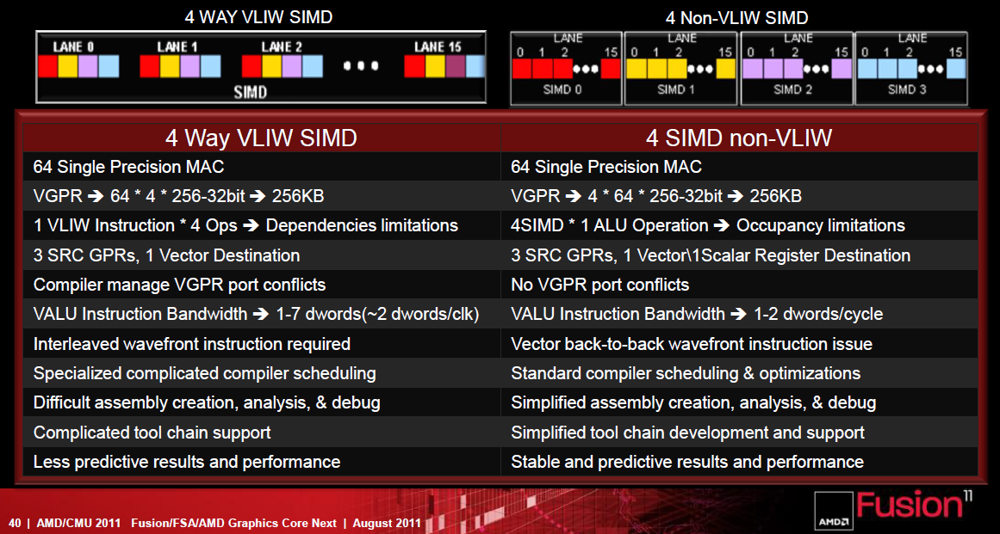 4 WAY VLIW SIMD
LANE 0 LANE 1 LANE 2 LANE 15
SIMD
4 Non-VLIW SIMD
LANE LANE LANE LANE
0 1 2 15 0 1 2 15 0 1 2 15 0 1 2 15
SIMD 0 SIMD 1 SIMD 2 SIMD 3
4 Way VLIW SIMD 4 SIMD non-VLIW
64 Single Precision MAC 64 Single Precision MAC
VGPR ➔ 64 * 4 * 256-32bit ➔ 256KB VGPR ➔ 4 * 64 * 256-32bit ➔ 256KB
1 VLIW Instruction * 4 Ops ➔ Dependencies limitations 4SIMD * 1 ALU Operation ➔ Occupancy limitations
3 SRC GPRs, 1 Vector Destination 3 SRC GPRs, 1 Vector\1Scalar Register Destination
Compiler manage VGPR port conflicts No VGPR port conflicts
VALU Instruction Bandwidth ➔ 1-7 dwords(~2 dwords/clk) VALU Instruction Bandwidth ➔ 1-2 dwords/cycle
Interleaved wavefront instruction required Vector back-to-back wavefront instruction issue
Specialized complicated compiler scheduling Standard compiler scheduling & optimizations
Difficult assembly creation, analysis, & debug Simplified assembly creation, analysis, & debug
Complicated tool chain support Simplified tool chain development and support
Less predictive results and performance Stable and predictive results and performance
40 | AMD/CMU 2011 Fusion/FSA/AMD Graphics Core Next | August 2011
AMD Fusion11